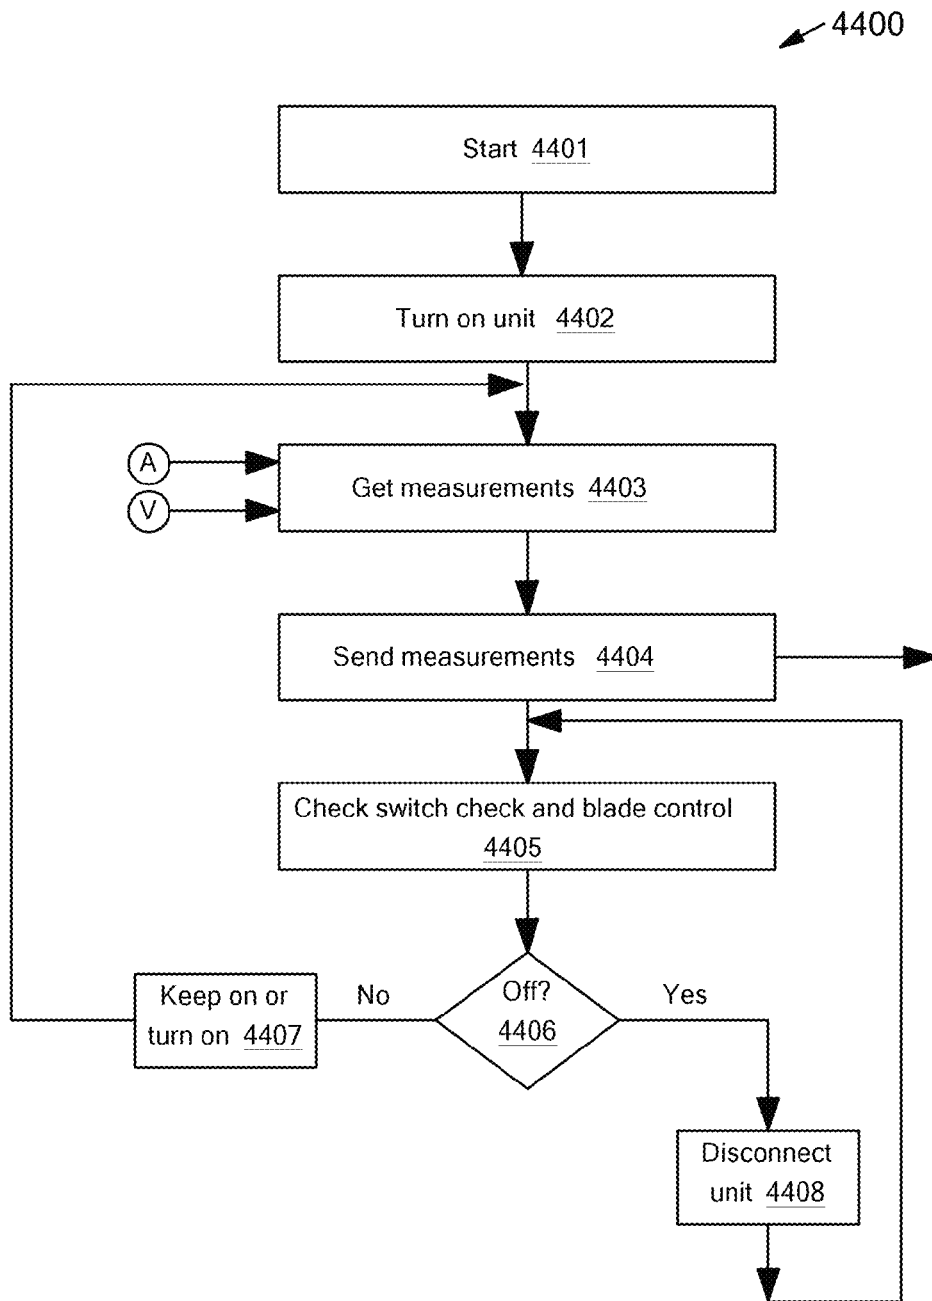 4400
Start 4401
Turn on unit 4402
A
Get measurements 4403
V
Send measurements 4404
Check switch check and blade control
4405
Off?
4406
No
Yes
Keep on or
turn on 4407
Disconnect
unit 4408